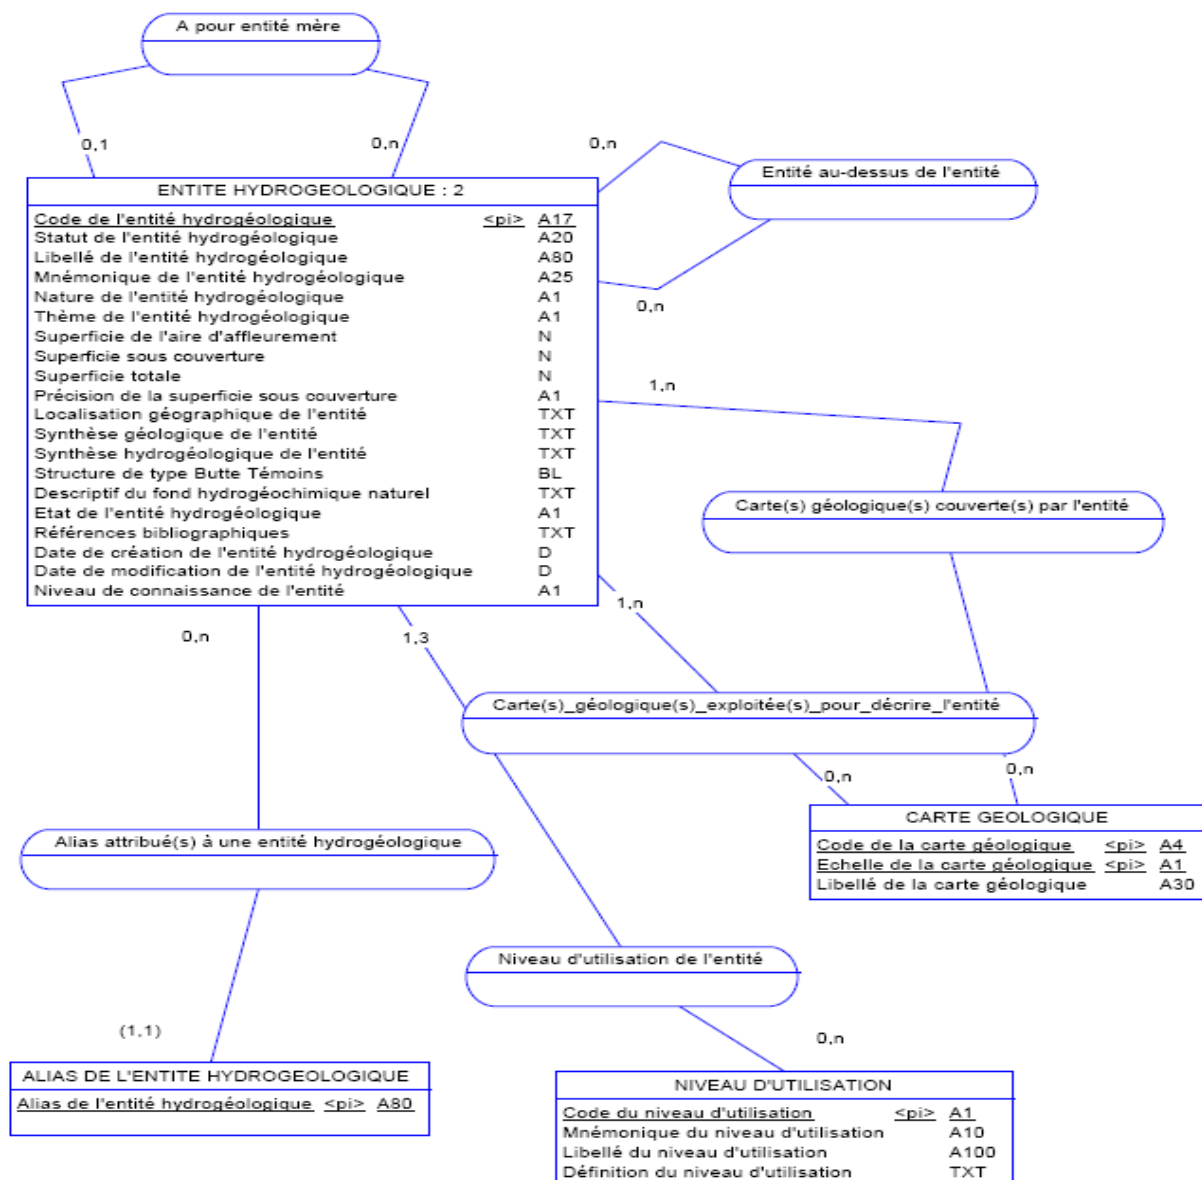 A pour entité mère
0,1
0,n
0,n
Entité au-dessus de l'entité
0,n
ENTITE HYDROGEOLOGIQUE : 2
Code de l'entité hydrogéologique <pi> A17
Statut de l'entité hydrogéologique A20
Libellé de l'entité hydrogéologique A80
Mnémonique de l'entité hydrogéologique A25
Nature de l'entité hydrogéologique A1
Thème de l'entité hydrogéologique A1
Superficie de l'aire d'affleurement N
Superficie sous couverture N
Superficie totale N
Précision de la superficie sous couverture A1
Localisation géographique de l'entité TXT
Synthèse géologique de l'entité TXT
Synthèse hydrogéologique de l'entité TXT
Structure de type Butte Témoins BL
Descriptif du fond hydrogéochimique naturel TXT
Etat de l'entité hydrogéologique A1
Références bibliographiques TXT
Date de création de l'entité hydrogéologique D
Date de modification de l'entité hydrogéologique D
Niveau de connaissance de l'entité A1
1,n
Carte(s) géologique(s) couverte(s) par l'entité
1,n
0,n
1,3
Carte(s)_géologique(s)_exploitée(s)_pour_décrire_l'entité
0,n
0,n
CARTE GEOLOGIQUE
Code de la carte géologique <pi> A4
Echelle de la carte géologique <pi> A1
Libellé de la carte géologique A30
Alias attribué(s) à une entité hydrogéologique
Niveau d'utilisation de l'entité
(1,1)
0,n
ALIAS DE L'ENTITE HYDROGEOLOGIQUE
Alias de l'entité hydrogéologique <pi> A80
NIVEAU D'UTILISATION
Code du niveau d'utilisation <pi> A1
Mnémonique du niveau d'utilisation A10
Libellé du niveau d'utilisation A100
Définition du niveau d'utilisation TXT